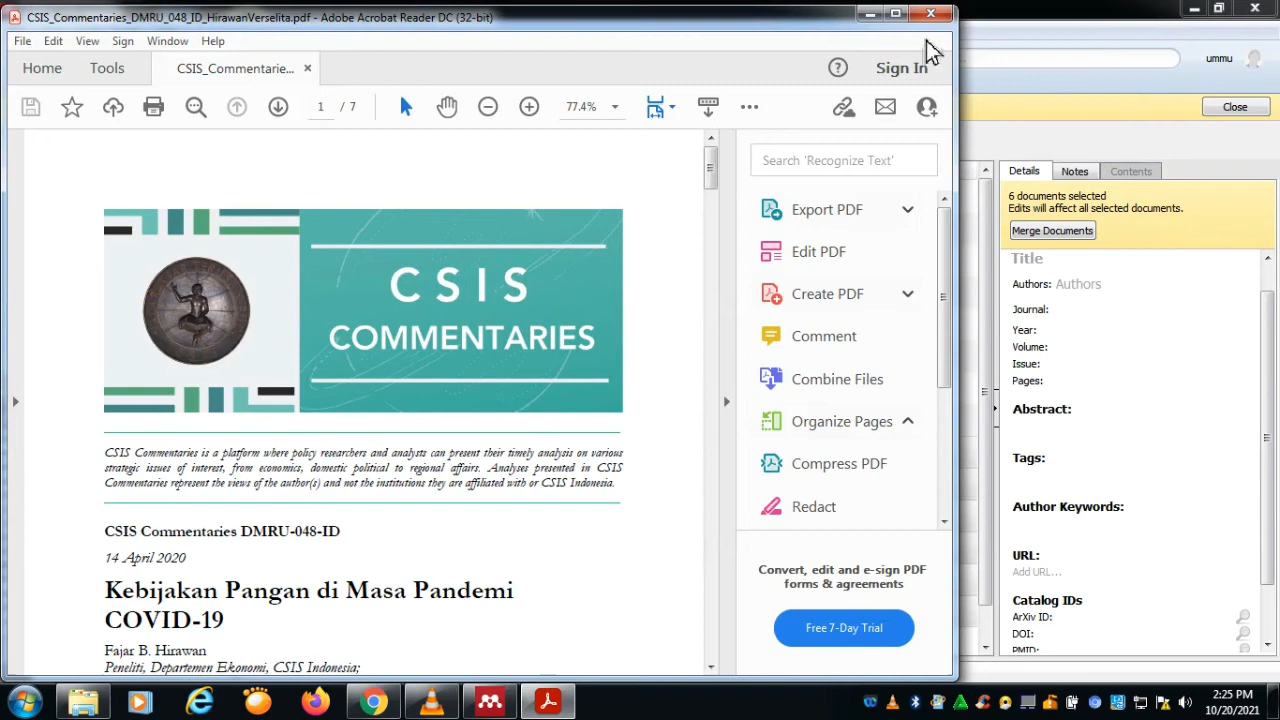 CSIS_Commentaries_DMRU_048_ID_HirawanVerselita.pdf - Adobe Acrobat Reader DC (32-bit)
File Edit View Sign Window Help
Home Tools CSIS_Commentarie... × Sign In
1 / 7 77.4%
C S I S
COMMENTARIES
CSIS Commentaries is a platform where policy researchers and analysts can present their timely analysis on various
strategic issues of interest, from economics, domestic political to regional affairs. Analyses presented in CSIS
Commentaries represent the views of the author(s) and not the institutions they are affiliated with or CSIS Indonesia.
CSIS Commentaries DMRU-048-ID
14 April 2020
Kebijakan Pangan di Masa Pandemi
COVID-19
Fajar B. Hirawan
Peneliti, Departemen Ekonomi, CSIS Indonesia;
Search 'Recognize Text'
Export PDF
Edit PDF
Create PDF
Comment
Combine Files
Organize Pages
Compress PDF
Redact
Convert, edit and e-sign PDF
forms & agreements
Free 7-Day Trial
ummu
Close
Details Notes Contents
6 documents selected
Edits will affect all selected documents.
Merge Documents
Title
Authors: Authors
Journal:
Year:
Volume:
Issue:
Pages:
Abstract:
Tags:
Author Keywords:
URL:
Add URL...
Catalog IDs
ArXiv ID:
DOI:
PMID:
2:25 PM
10/20/2021